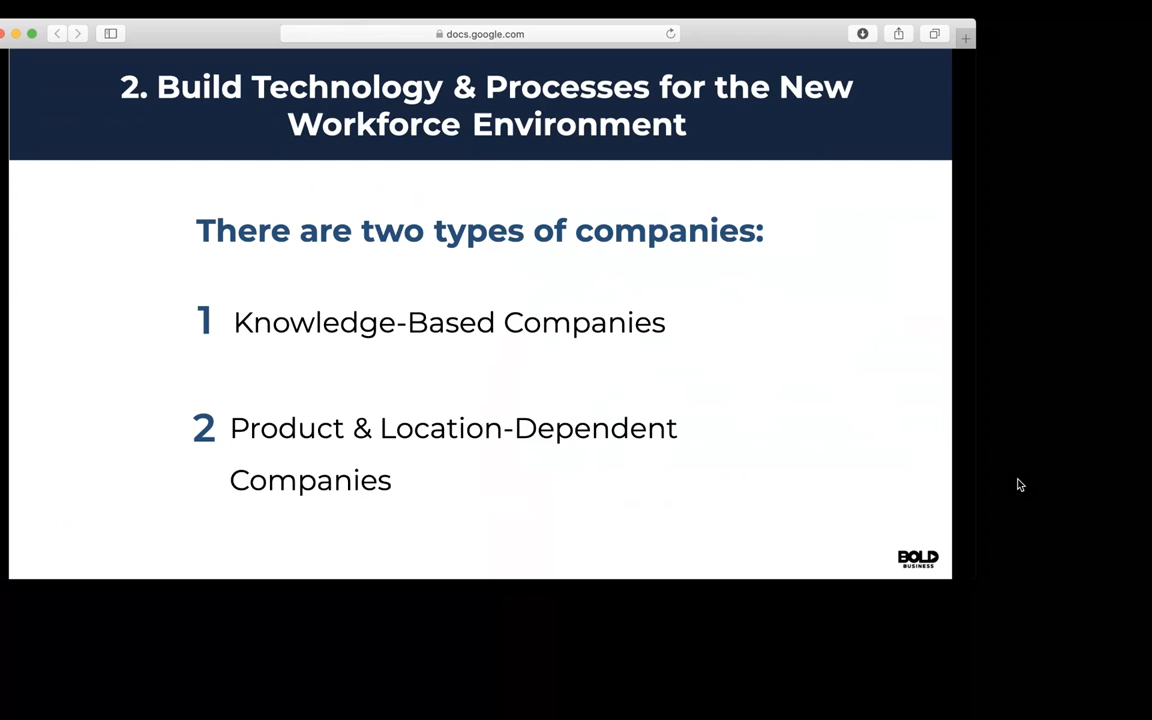 docs.google.com
2. Build Technology & Processes for the New
Workforce Environment
There are two types of companies:
1 Knowledge-Based Companies
2 Product & Location-Dependent
Companies
BOLD
BUSINESS